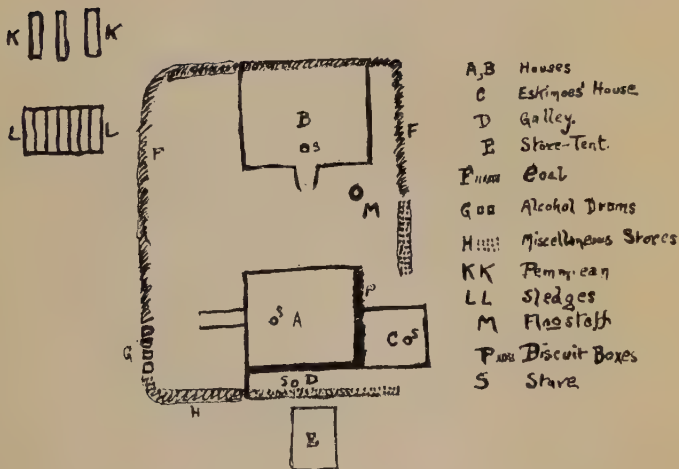 K K
L L
F
B
S
F
M
P
S A
C S
G
S D
H
E
A,B Houses
C Eskimoes' House
D Galley.
E Store-Tent.
F Coal
G Alcohol Drums
H Miscellaneous Stores
KK Pemmican
LL Sledges
M Flagstaff
P Biscuit Boxes
S Stove